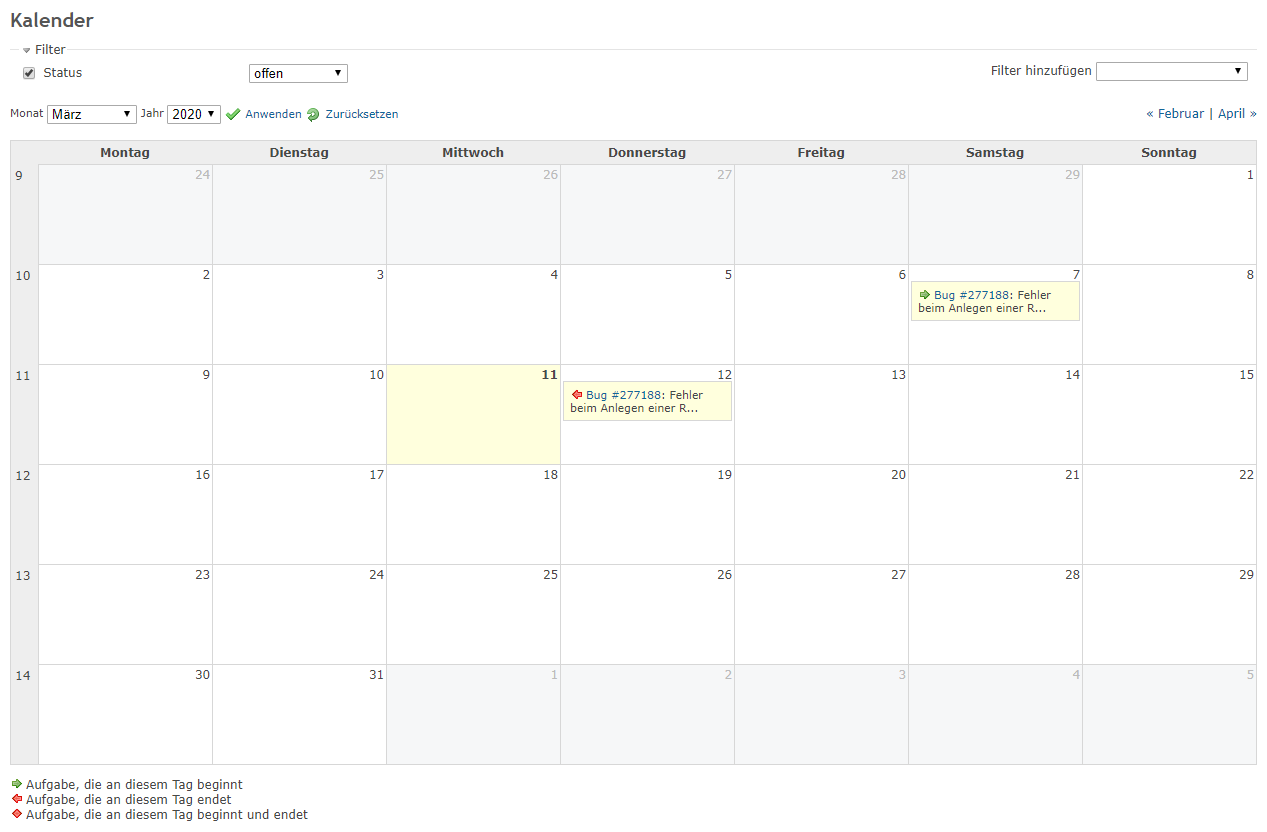 Kalender
Filter
Status offen Filter hinzufügen
Monat März Jahr 2020 Anwenden Zurücksetzen « Februar | April »
Montag Dienstag Mittwoch Donnerstag Freitag Samstag Sonntag
9 24 25 26 27 28 29 1
10 2 3 4 5 6 7 8
Bug #277188: Fehler
beim Anlegen einer R...
11 9 10 11 12 13 14 15
Bug #277188: Fehler
beim Anlegen einer R...
12 16 17 18 19 20 21 22
13 23 24 25 26 27 28 29
14 30 31 1 2 3 4 5
Aufgabe, die an diesem Tag beginnt
Aufgabe, die an diesem Tag endet
Aufgabe, die an diesem Tag beginnt und endet